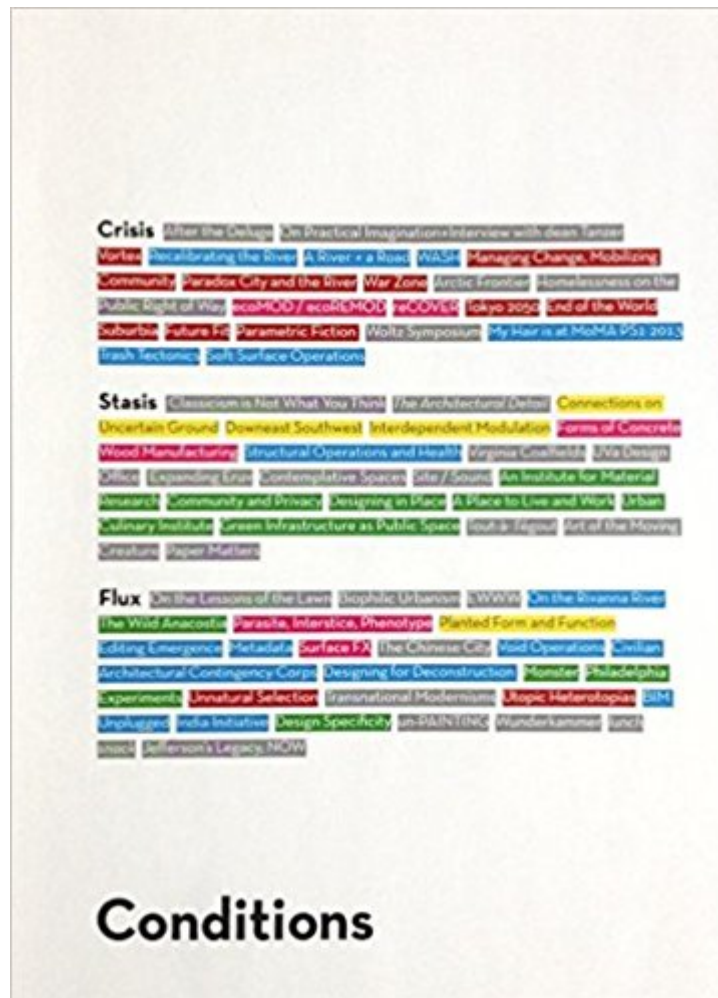 Crisis After the Deluge On Practical Imagination+Interview with dean Tanzer
Vortex Recalibrating the River A River + a Road WASH Managing Change, Mobilizing
Community Paradox City and the River War Zone Arctic Frontier Homelessness on the
Public Right of Way ecoMOD / ecoREMOD reCOVER Tokyo 2050 End of the World
Suburbia Future Fit Parametric Fiction Woltz Symposium My Hair is at MoMA PS1 2013
Trash Tectonics Soft Surface Operations
Stasis Classicism is Not What You Think The Architectural Detail Connections on
Uncertain Ground Downeast Southwest Interdependent Modulation Forms of Concrete
Wood Manufacturing Structural Operations and Health Virginia Coalfields UVa Design
Office Expanding Contemplative Spaces Site / Sound An Institute for Material
Research Community and Privacy Designing in Place A Place to Live and Work Urban
Culinary Institute Green Infrastructure as Public Space Art of the Moving
Creature Paper Matters
Flux On the Lessons of the Lawn Biophilic Urbanism On the Rivanna River
The Wild Anacostia Parasite, Interstice, Phenotype Planted Form and Function
Editing Emergence Metadata Surface FX The Chinese City Void Operations Civilian
Architectural Contingency Corps Designing for Deconstruction Monster Philadelphia
Experiments Unnatural Selection Transnational Modernisms Utopic Heterotopias BIM
Unplugged India Initiative Design Specificity un-PAINTING Wunderkammer lunch
snack Jefferson's Legacy, NOW
Conditions